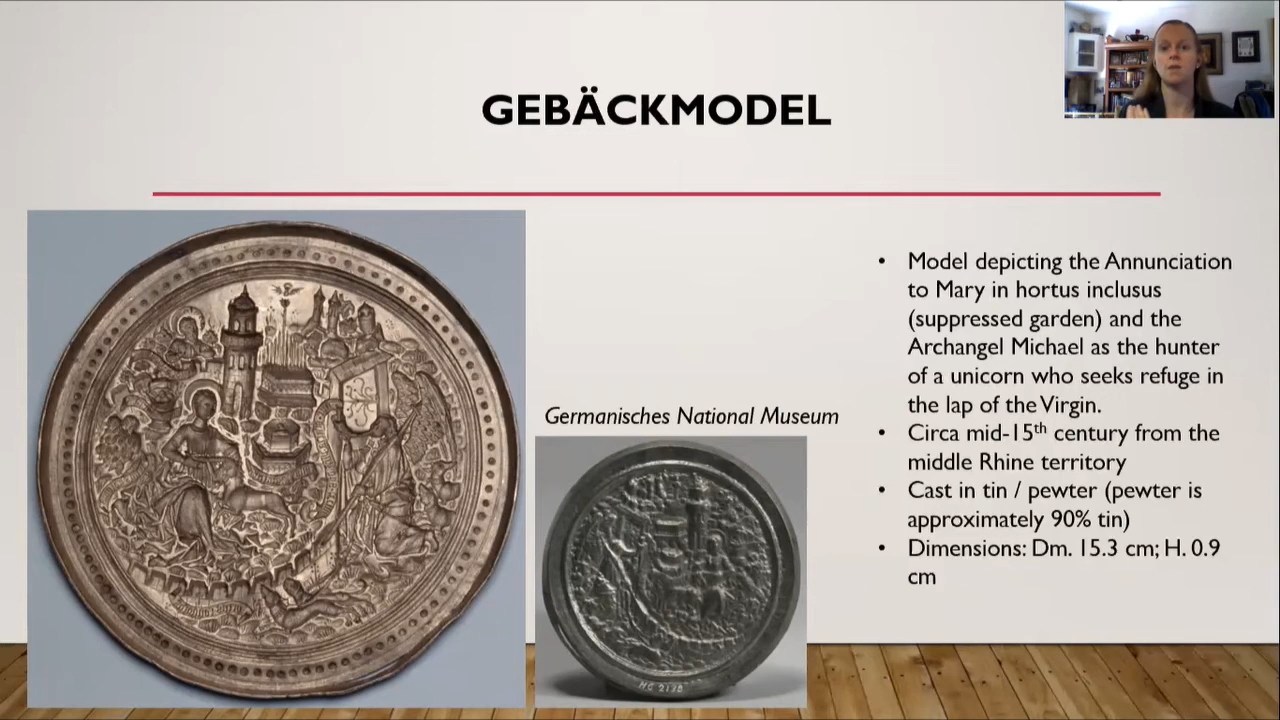 GEBÄCKMODEL
Germanisches National Museum
• Model depicting the Annunciation
to Mary in hortus inclusus
(suppressed garden) and the
Archangel Michael as the hunter
of a unicorn who seeks refuge in
the lap of the Virgin.
• Circa mid-15th century from the
middle Rhine territory
• Cast in tin / pewter (pewter is
approximately 90% tin)
• Dimensions: Dm. 15.3 cm; H. 0.9
cm
HG 2138